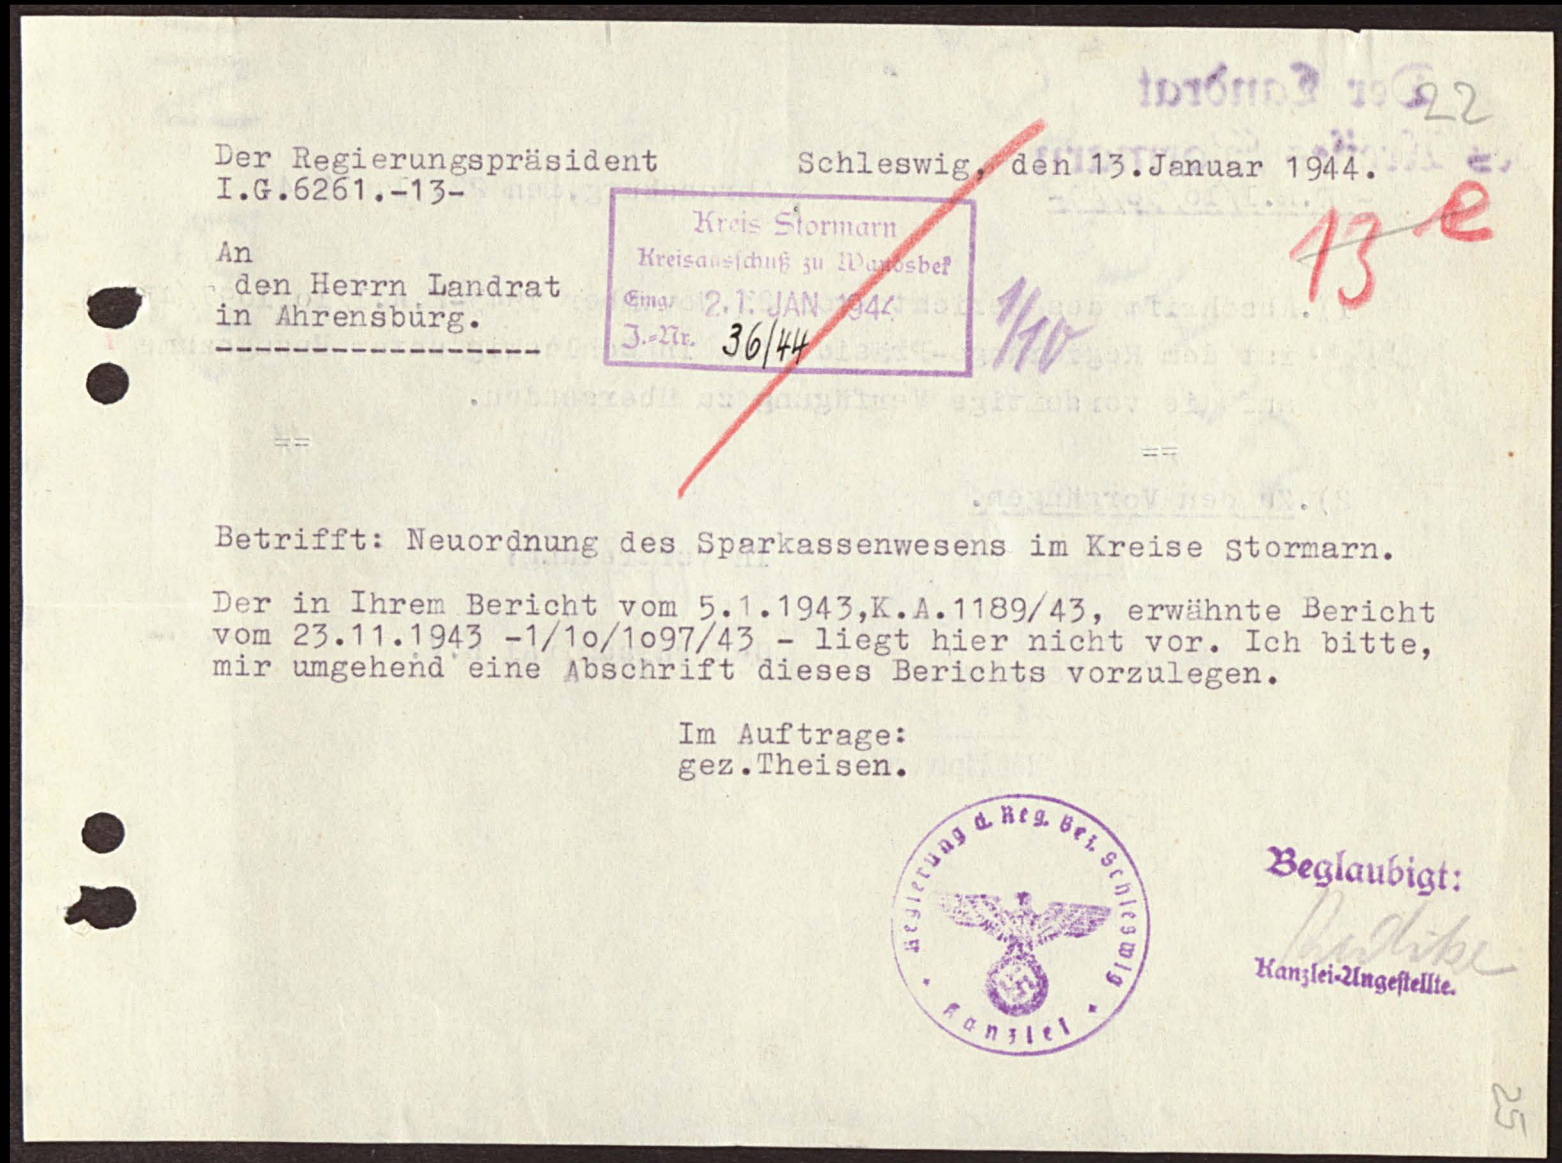 22
Der Regierungspräsident
Schleswig, den 13.Januar 1944.
I.G.6261.-13-
13 e
Kreis Stormarn
Kreisausschuß zu Wandsbek
Eing. 21. JAN 1944
J.-Nr. 36/44
1/10
An
den Herrn Landrat
in Ahrensburg.
== ==
Betrifft: Neuordnung des Sparkassenwesens im Kreise Stormarn.
Der in Ihrem Bericht vom 5.1.1943,K.A.1189/43, erwähnte Bericht
vom 23.11.1943 -1/1o/1o97/43 - liegt hier nicht vor. Ich bitte,
mir umgehend eine Abschrift dieses Berichts vorzulegen.
Im Auftrage:
gez.Theisen.
Regierung d. Reg. Bez. Schleswig
Kanzlei
Beglaubigt:
Kanzlei-Angestellte.
25